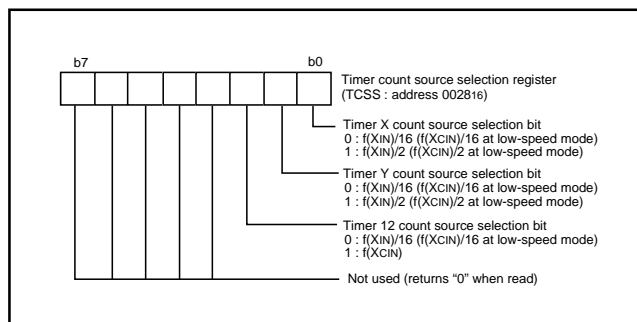 b7
b0
Timer count source selection register
(TCSS : address 002816)
Timer X count source selection bit
0 : f(XIN)/16 (f(XCIN)/16 at low-speed mode)
1 : f(XIN)/2 (f(XCIN)/2 at low-speed mode)
Timer Y count source selection bit
0 : f(XIN)/16 (f(XCIN)/16 at low-speed mode)
1 : f(XIN)/2 (f(XCIN)/2 at low-speed mode)
Timer 12 count source selection bit
0 : f(XIN)/16 (f(XCIN)/16 at low-speed mode)
1 : f(XCIN)
Not used (returns “0” when read)